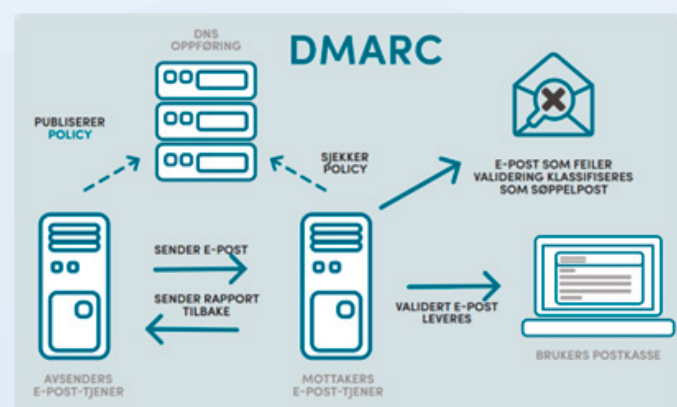 DNS
OPPFØRING
DMARC
PUBLISERER
POLICY
SJEKKER
POLICY
E-POST SOM FEILER
VALIDERING KLASSIFISERES
SOM SØPPELPOST
SENDER E-POST
SENDER RAPPORT
TILBAKE
VALIDERT E-POST
LEVERES
AVSENDERS
E-POST-TJENER
MOTTAKERS
E-POST-TJENER
BRUKERS POSTKASSE